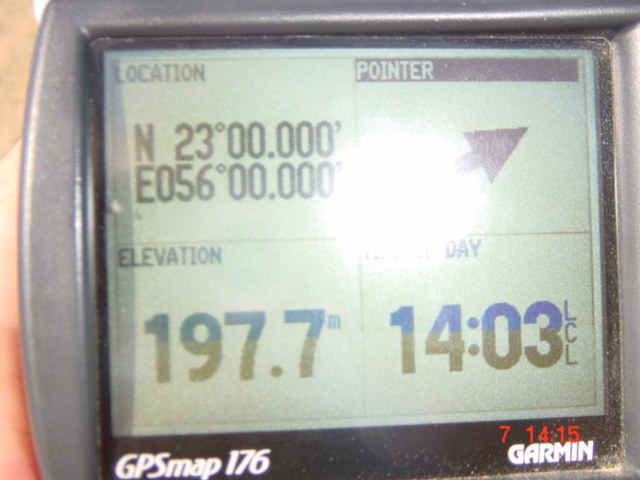 LOCATION
POINTER
N 23°00.000'
E056°00.000'
ELEVATION
DAY
197.7m
14:03 LCL
7 14:15
GPSmap 176
GARMIN